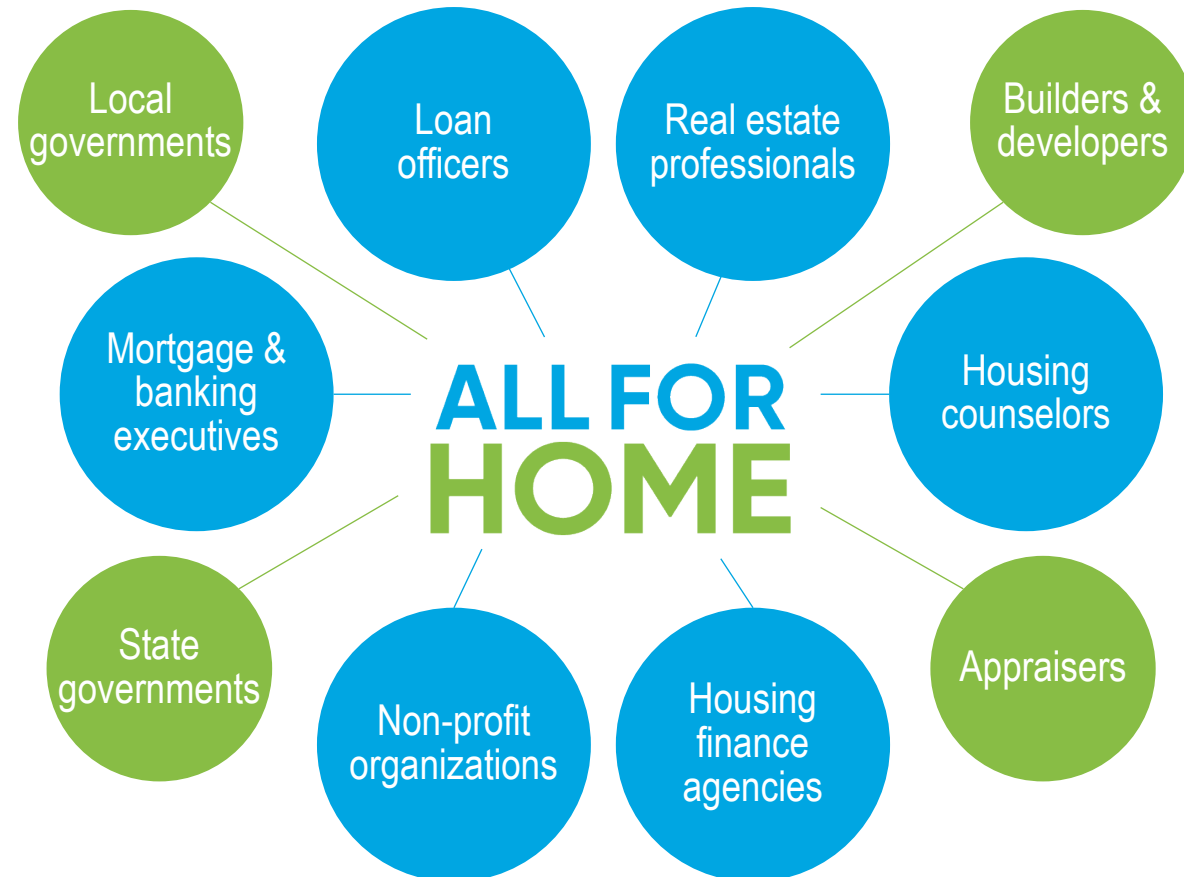 Local
governments
Loan
officers
Real estate
professionals
Builders &
developers
Mortgage &
banking
executives
ALL FOR
HOME
Housing
counselors
State
governments
Non-profit
organizations
Housing
finance
agencies
Appraisers